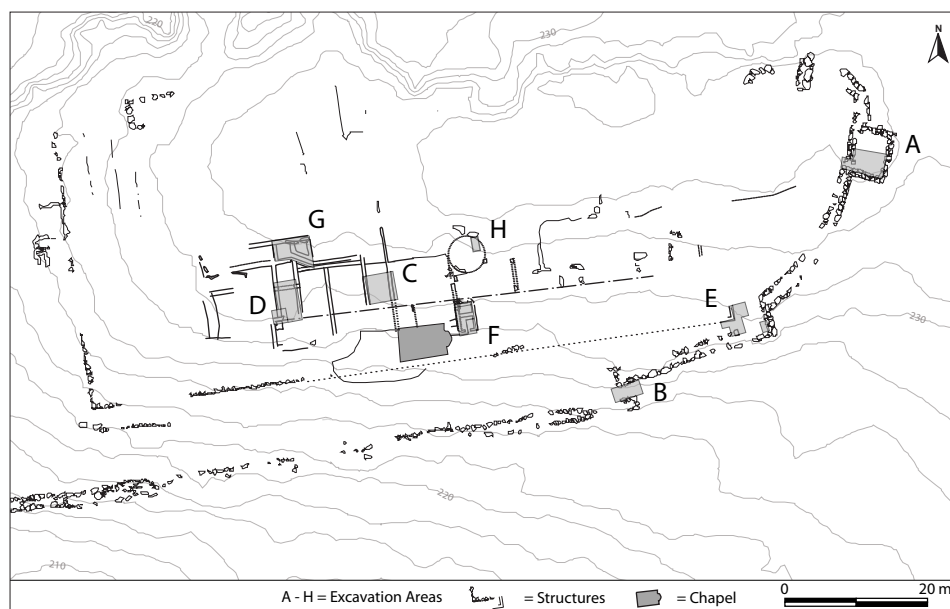 220
230
N
A
G
H
C
D
E
F
230
B
220
210
A - H = Excavation Areas = Structures = Chapel
0 20 m